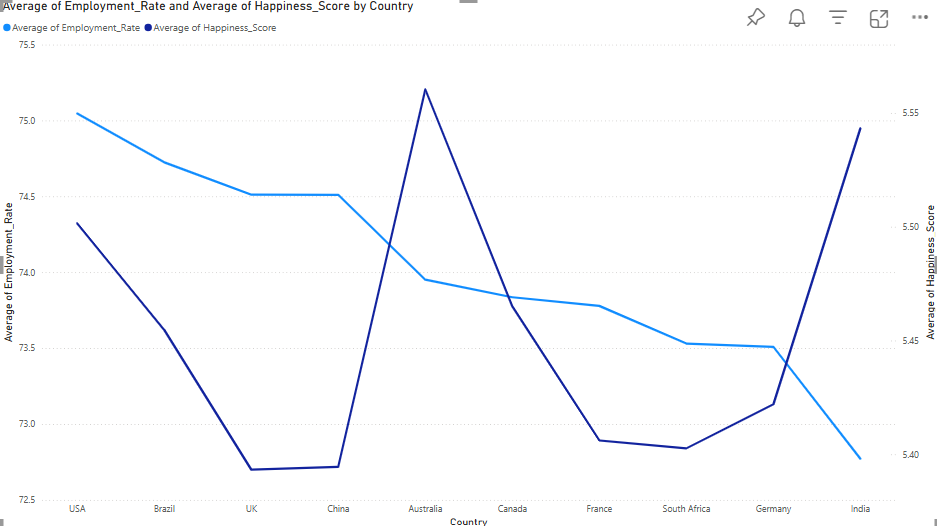 Average of Employment_Rate and Average of Happiness_Score by Country
Average of Employment_Rate Average of Happiness_Score
75.5
75.0
74.5
74.0
73.5
73.0
72.5
Average of Employment_Rate
5.55
5.50
5.45
5.40
Average of Happiness_Score
USA Brazil UK China Australia Canada France South Africa Germany India
Country